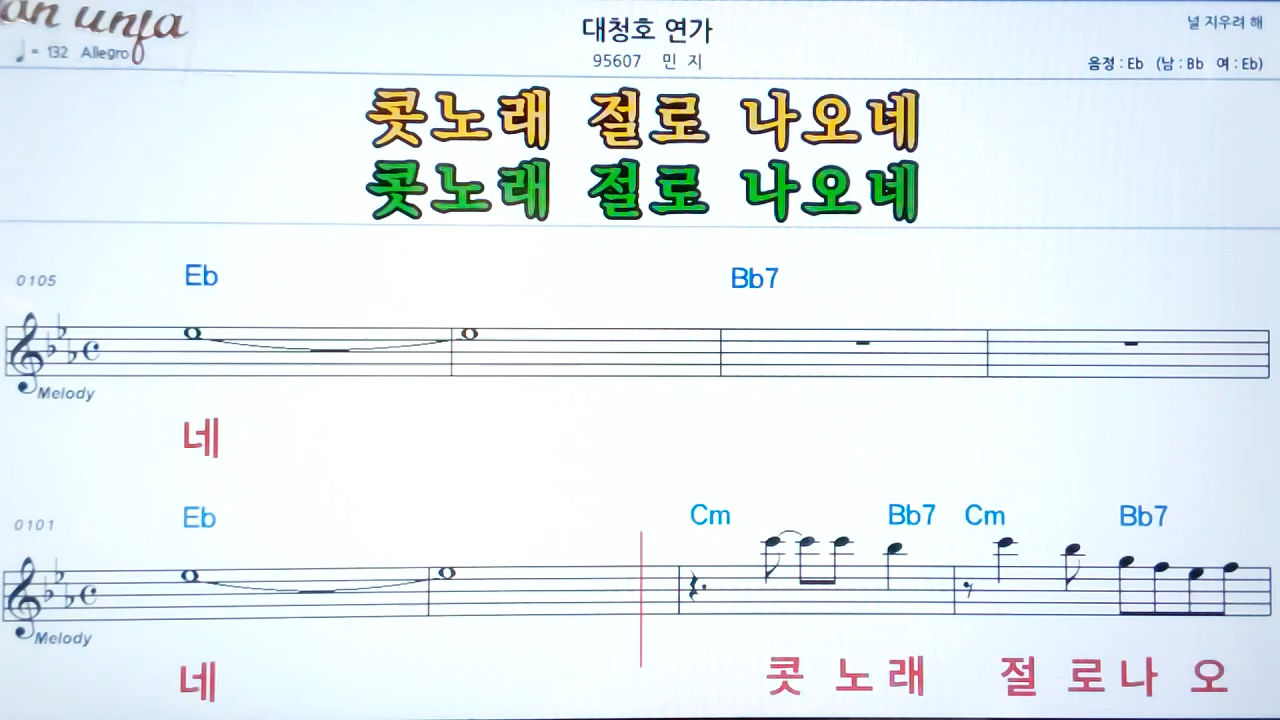 an unja
♩= 132 Allegro
대청호 연가
95607 민 지
널 지우려 해
음정 : Eb (남 : Bb 여 : Eb)
콧노래 절로 나오네
콧노래 절로 나오네
0105 Eb Bb7
Melody
네
0101 Eb Cm Bb7 Cm Bb7
Melody
네 콧 노 래 절 로 나 오